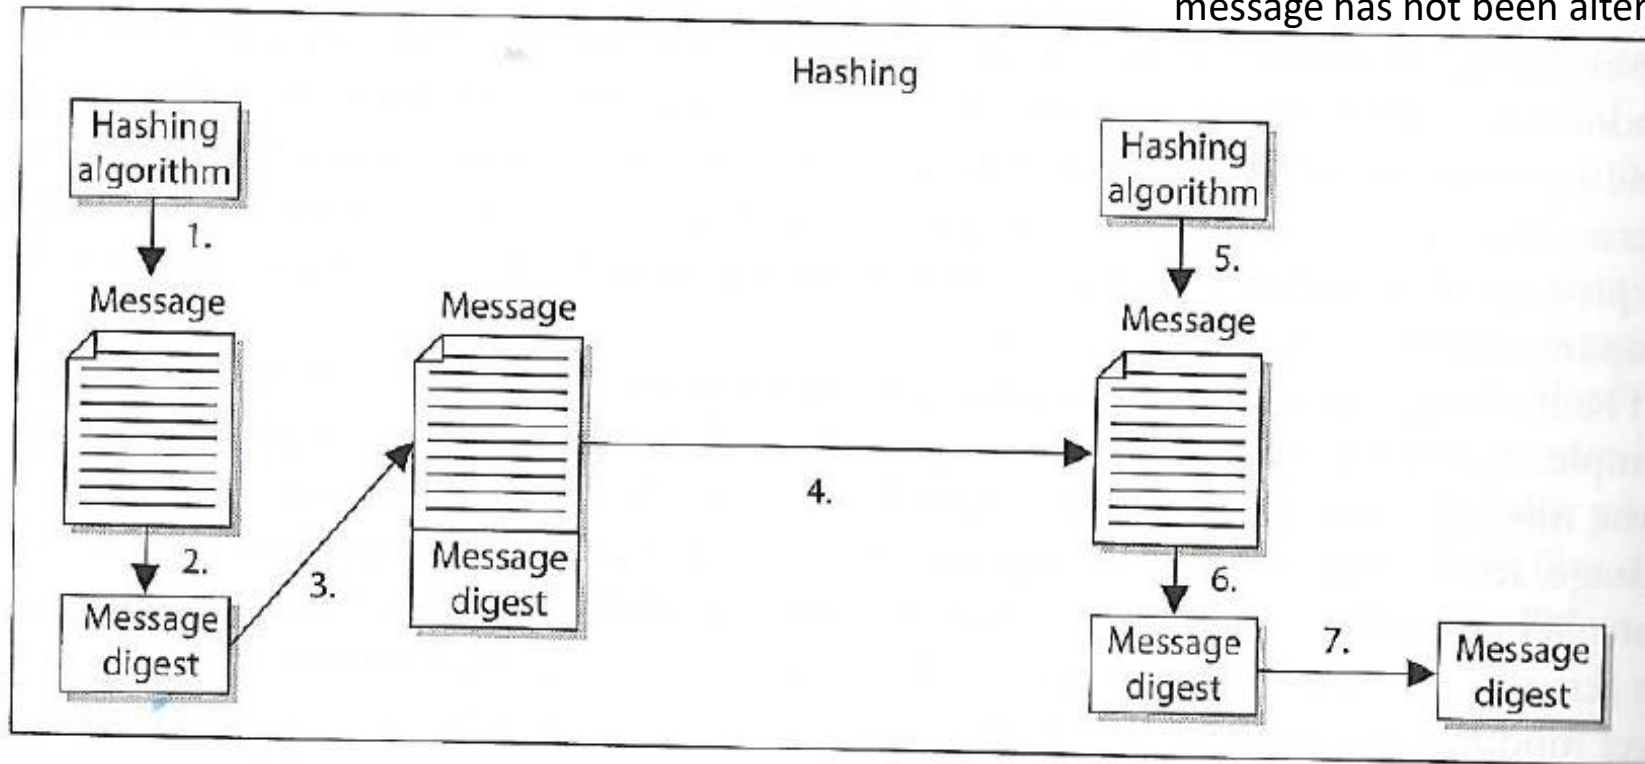 message has not been alter
Hashing
Hashing
algorithm
1.
Message
2.
Message
digest
3.
Message
Message
digest
4.
Hashing
algorithm
5.
Message
6.
Message
digest
7.
Message
digest